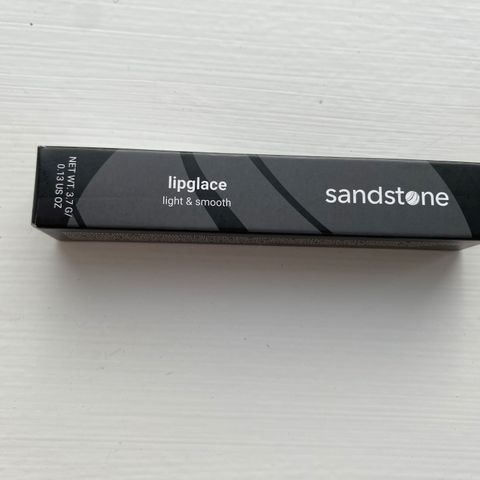 NET WT. 3.7 G/
0.13 US OZ
lipglace
light & smooth
sandstone